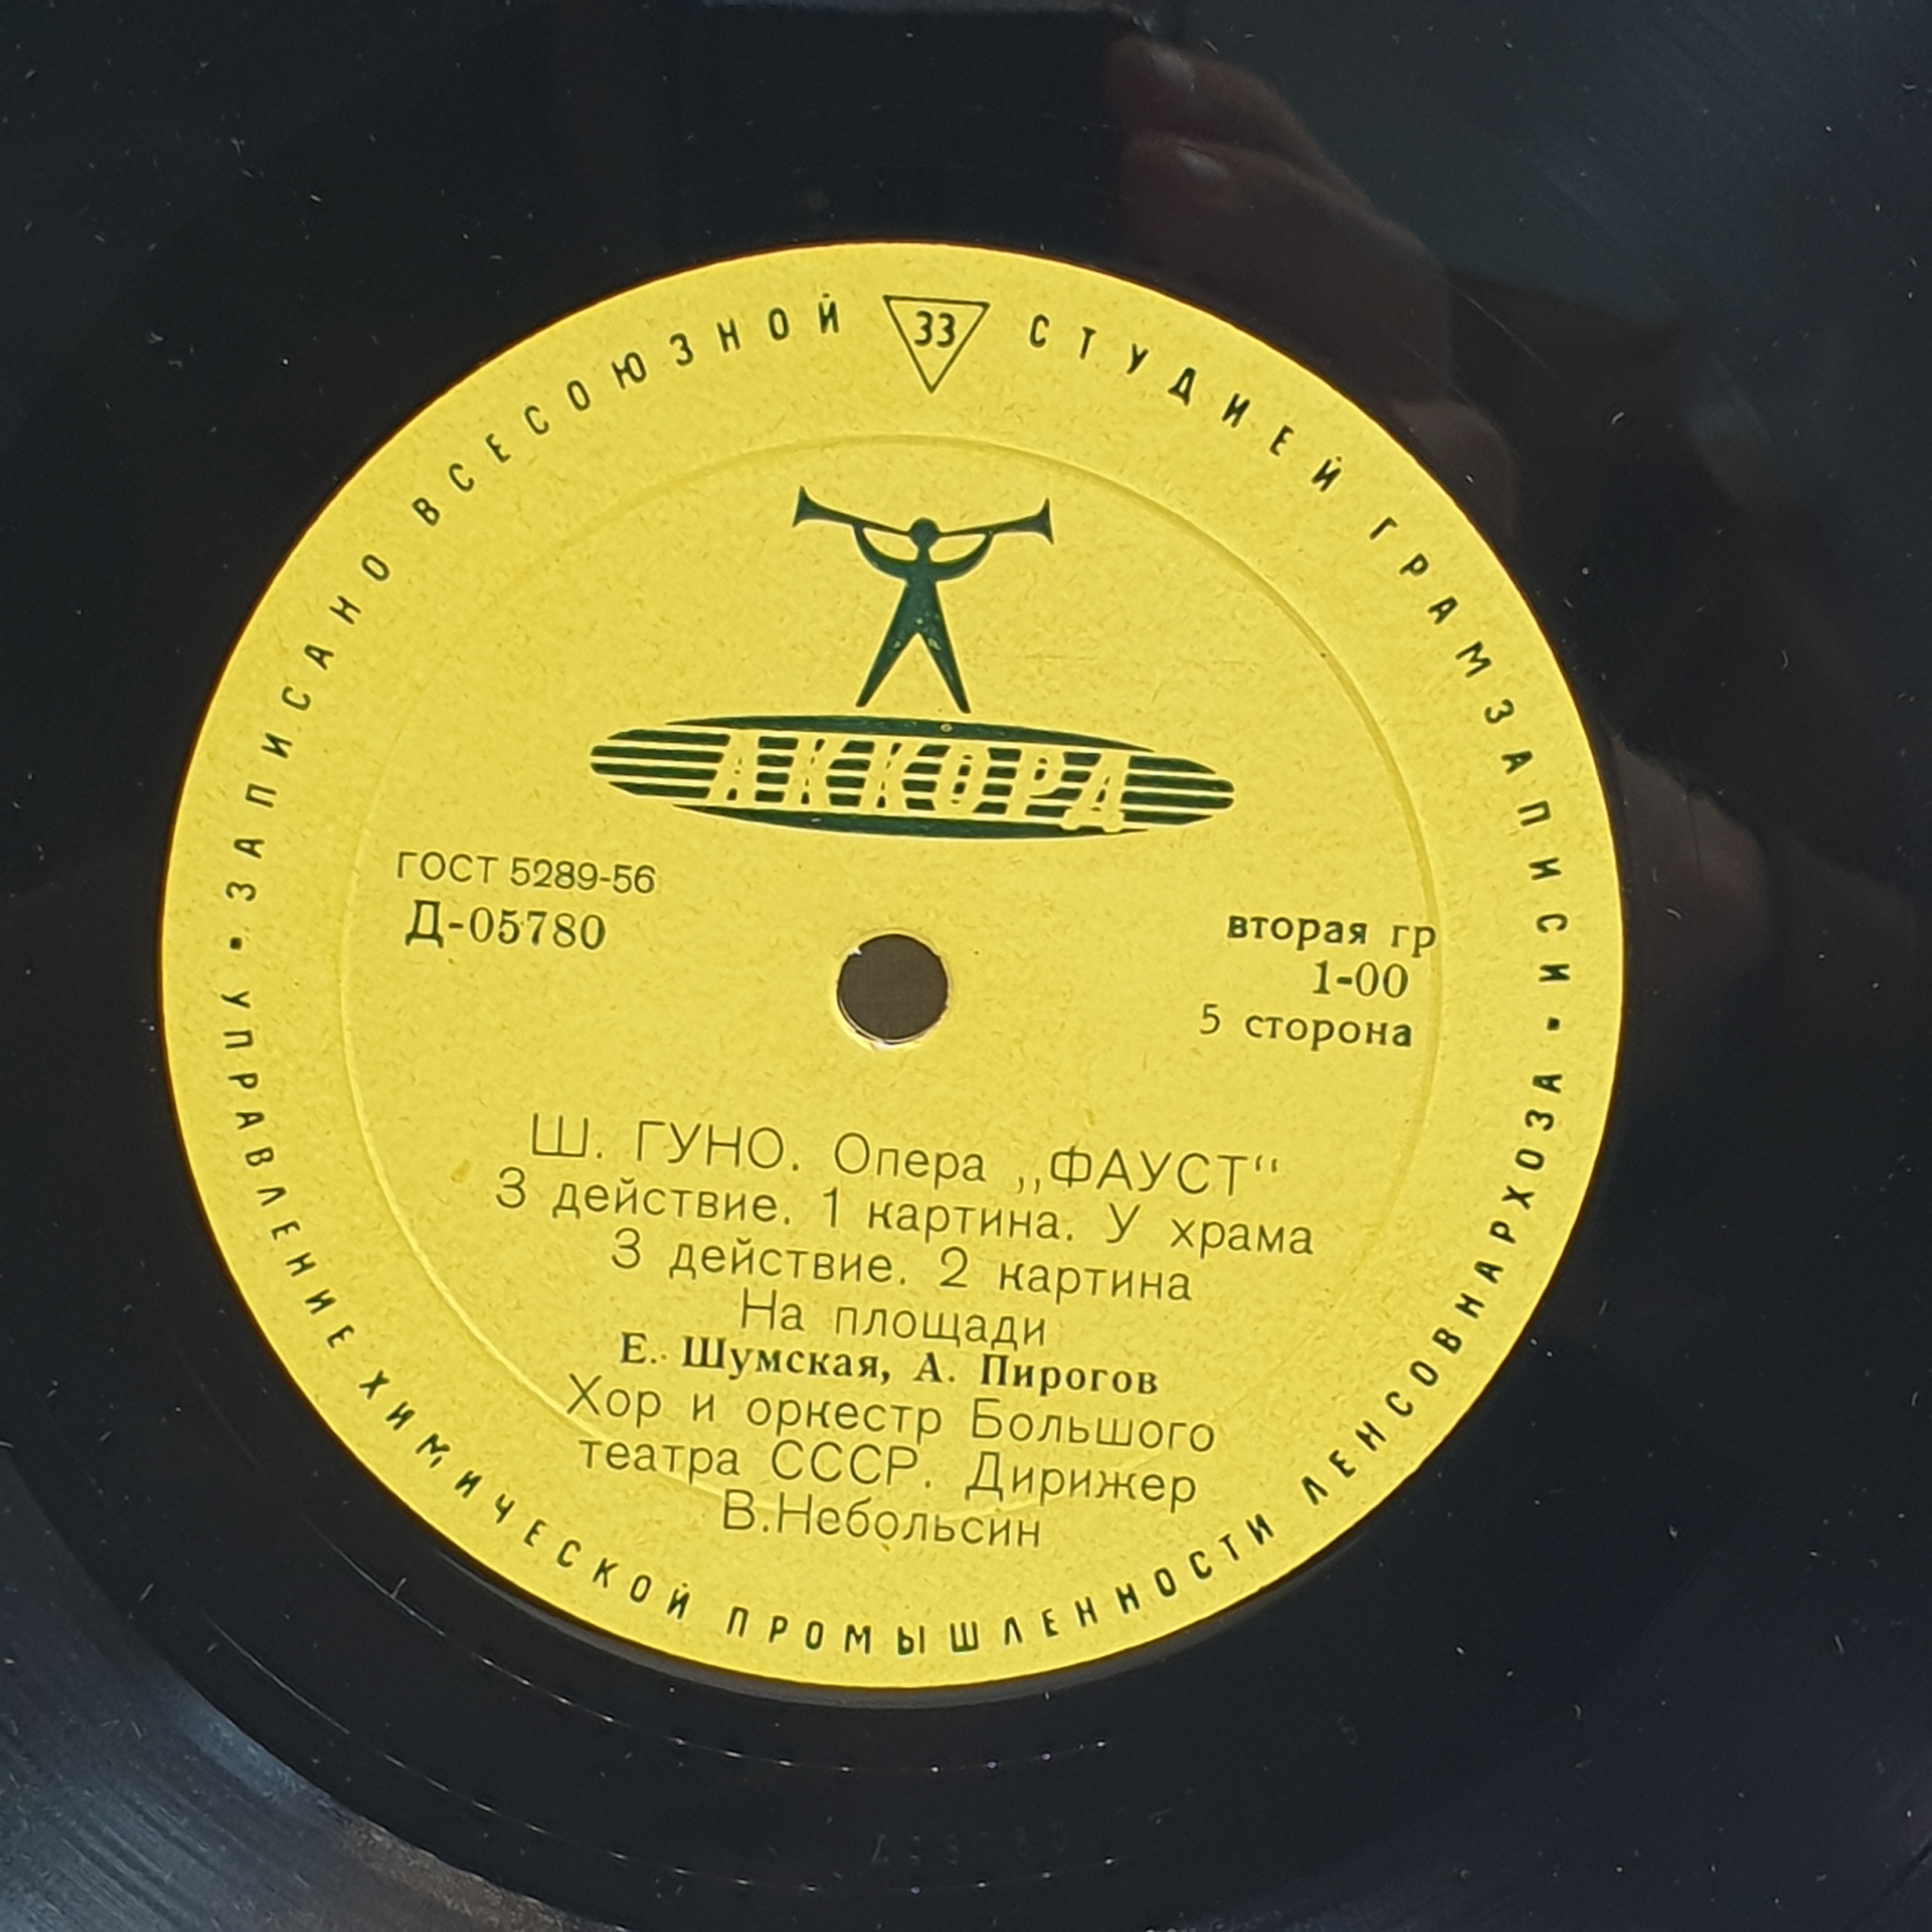 ЗАПИСАНО ВСЕСОЮЗНОЙ 33 СТУДИЕЙ ГРАМЗАПИСИ
АККОРД
ГОСТ 5289-56
Д-05780
вторая гр
1-00
5 сторона
Ш. ГУНО. Опера „ФАУСТ“
3 действие. 1 картина. У храма
3 действие. 2 картина
На площади
Е. Шумская, А. Пирогов
Хор и оркестр Большого
театра СССР. Дирижер
В.Небольсин
УПРАВЛЕНИЕ ХИМИЧЕСКОЙ ПРОМЫШЛЕННОСТИ ЛЕНСОВНАРХОЗА